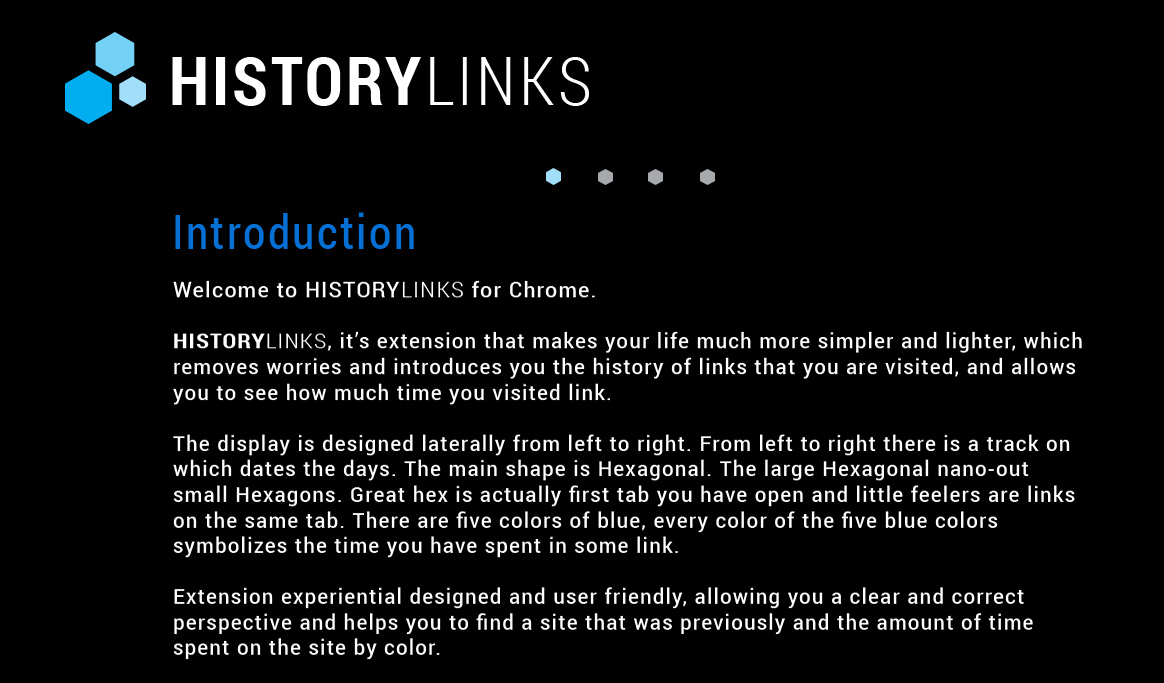 HISTORYLINKS
Introduction
Welcome to HISTORYLINKS for Chrome.
HISTORYLINKS, it’s extension that makes your life much more simpler and lighter, which
removes worries and introduces you the history of links that you are visited, and allows
you to see how much time you visited link.
The display is designed laterally from left to right. From left to right there is a track on
which dates the days. The main shape is Hexagonal. The large Hexagonal nano-out
small Hexagons. Great hex is actually first tab you have open and little feelers are links
on the same tab. There are five colors of blue, every color of the five blue colors
symbolizes the time you have spent in some link.
Extension experiential designed and user friendly, allowing you a clear and correct
perspective and helps you to find a site that was previously and the amount of time
spent on the site by color.